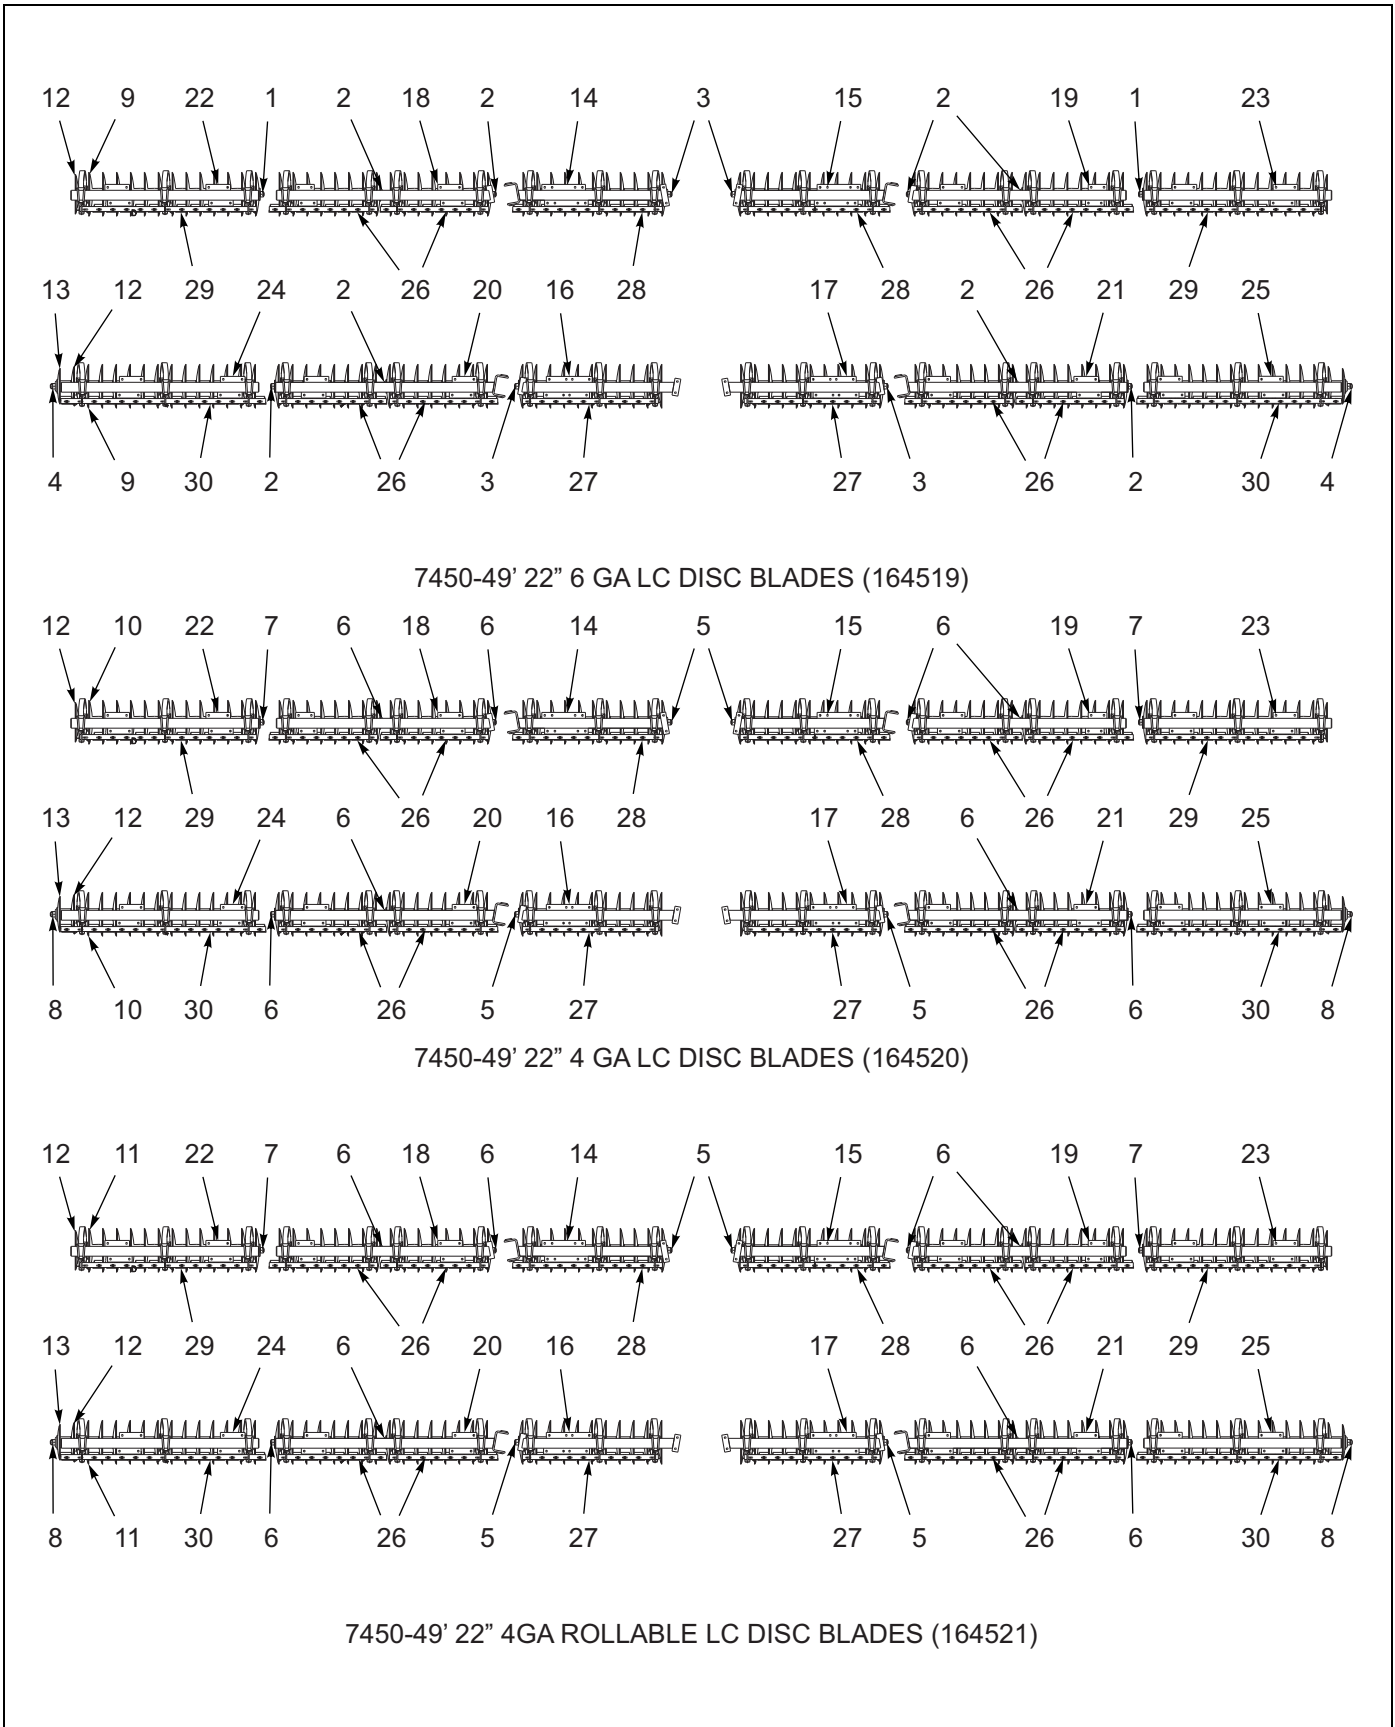 12 9 22 1 2 18 2 14 3 15 2 19 1 23
26 26
13 12 29 24 2 26 20 16 28 17 28 2 26 21 29 25
4 9 30 2 26 3 27 27 3 26 2 30 4
7450-49’ 22” 6 GA LC DISC BLADES (164519)
12 10 22 7 6 18 6 14 5 15 6 19 7 23
13 12 29 24 6 26 20 16 28 17 28 6 26 21 29 25
8 10 30 6 26 5 27 27 5 26 6 30 8
7450-49’ 22” 4 GA LC DISC BLADES (164520)
12 11 22 7 6 18 6 14 5 15 6 19 7 23
13 12 29 24 6 26 20 16 28 17 28 6 26 21 29 25
8 11 30 6 26 5 27 27 5 26 6 30 8
7450-49’ 22” 4GA ROLLABLE LC DISC BLADES (164521)